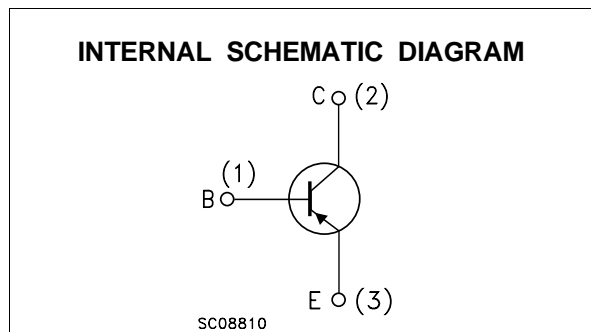 INTERNAL SCHEMATIC DIAGRAM
C (2)
(1)
B
E (3)
SC08810